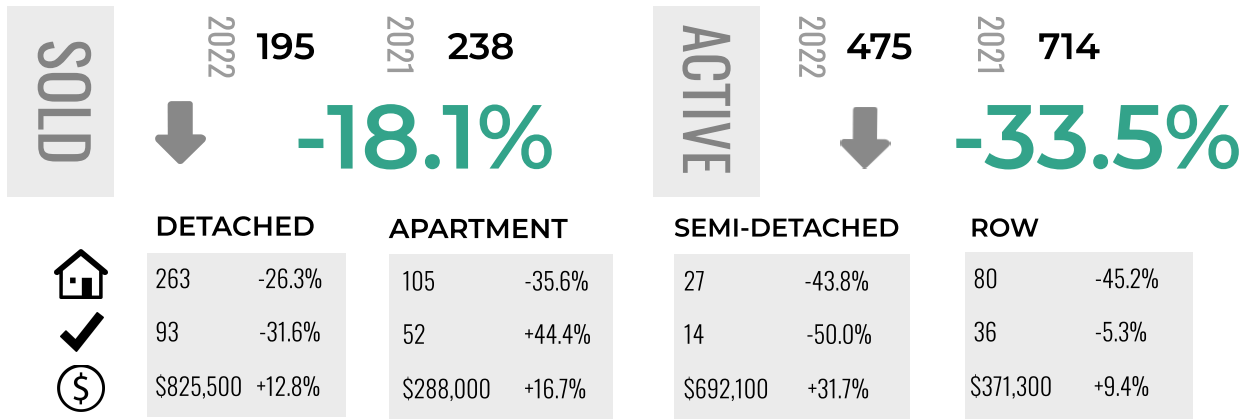 SOLD
2022 195 2021 238
-18.1%
ACTIVE
2022 475 2021 714
-33.5%
DETACHED APARTMENT SEMI-DETACHED ROW
263 -26.3% 105 -35.6% 27 -43.8% 80 -45.2%
93 -31.6% 52 +44.4% 14 -50.0% 36 -5.3%
$ $825,500 +12.8% $288,000 +16.7% $692,100 +31.7% $371,300 +9.4%